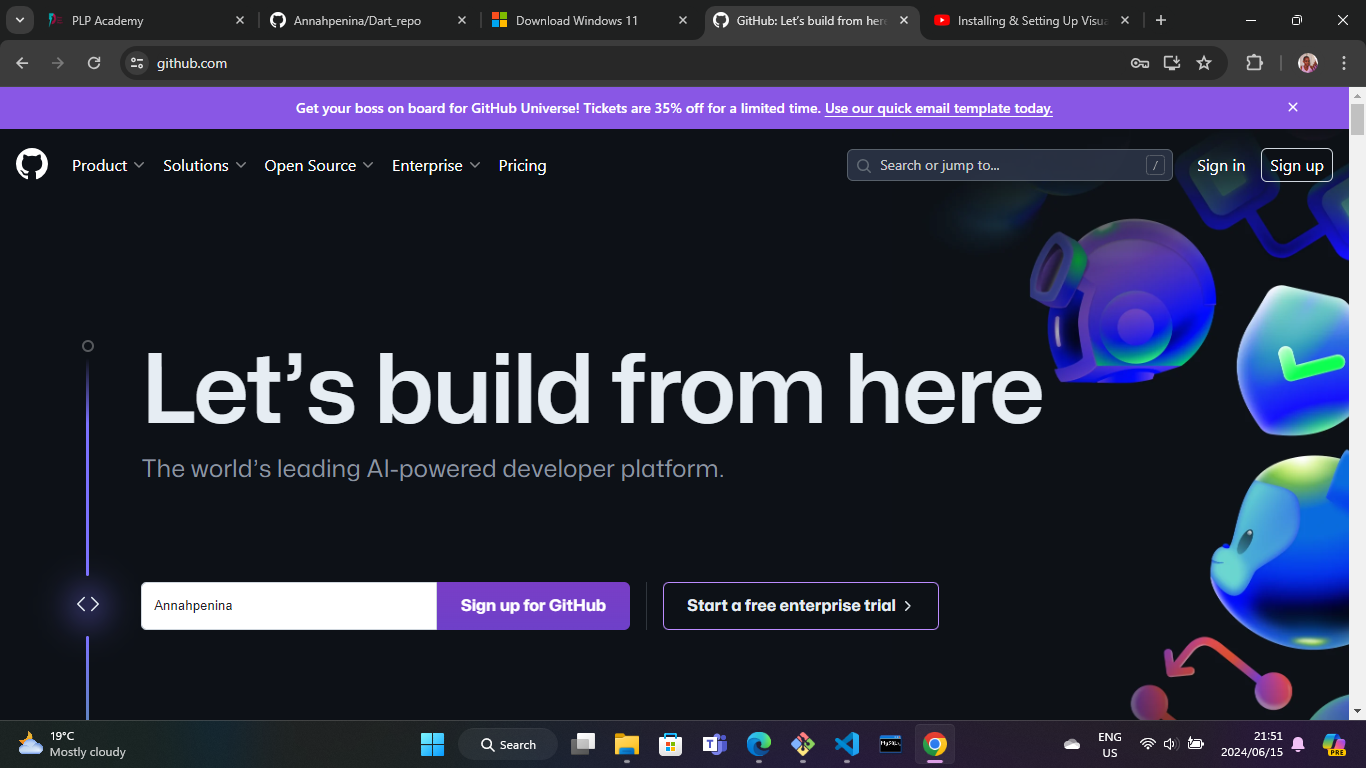 PLP Academy
Annahpenina/Dart_repo
Download Windows 11
GitHub: Let's build from here
Installing & Setting Up Visua
github.com
Get your boss on board for GitHub Universe! Tickets are 35% off for a limited time. Use our quick email template today.
Product
Solutions
Open Source
Enterprise
Pricing
Search or jump to...
/
Sign in
Sign up
Let's build from here
The world's leading AI-powered developer platform.
Annahpenina
Sign up for GitHub
Start a free enterprise trial
19°C
Mostly cloudy
Search
MySQL
ENG
US
21:51
2024/06/15
PRE